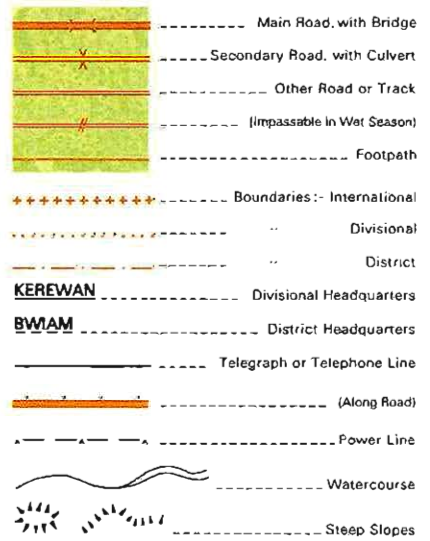 Main Road, with Bridge
Secondary Road, with Culvert
Other Road or Track
(Impassable in Wet Season)
Footpath
Boundaries:- International
" Divisional
" District
KEREWAN Divisional Headquarters
BWIAM District Headquarters
Telegraph or Telephone Line
(Along Road)
Power Line
Watercourse
Steep Slopes